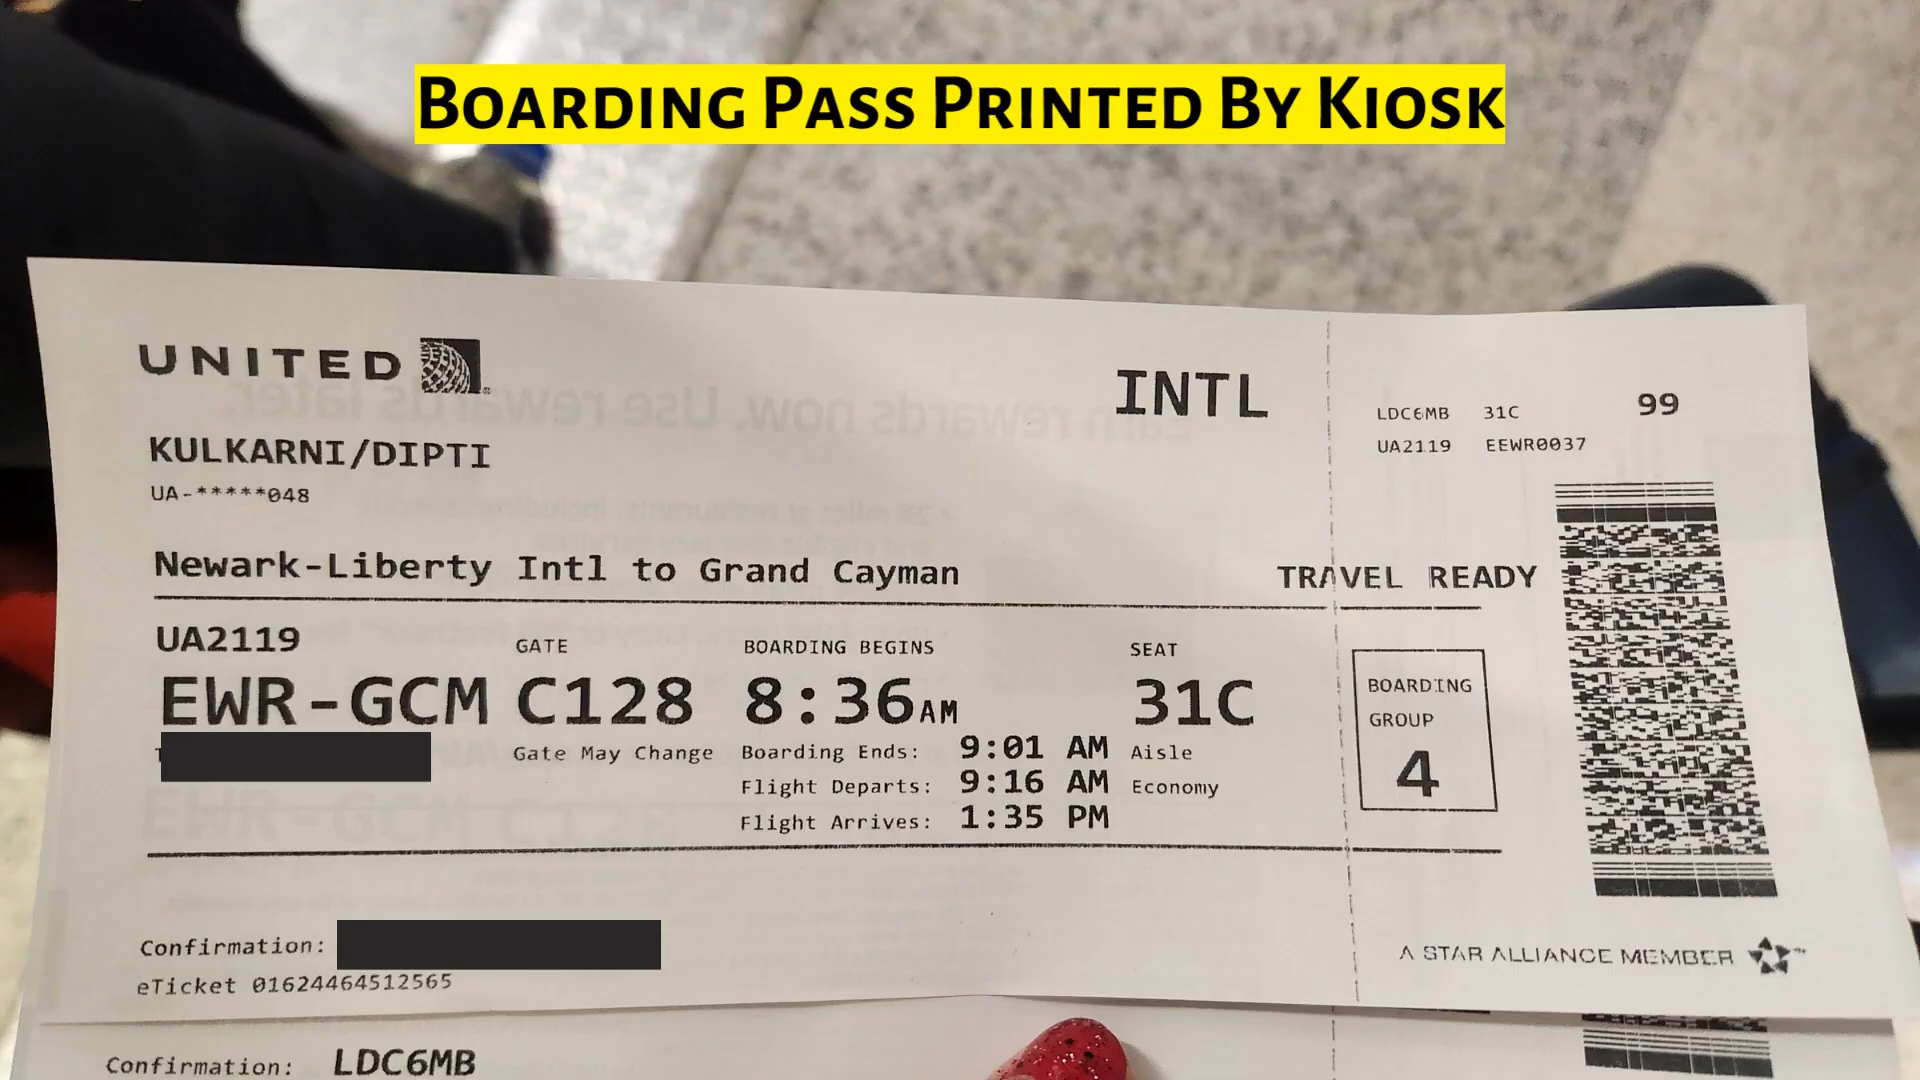 BOARDING PASS PRINTED BY KIOSK
UNITED
INTL
LDC6MB 31C 99
UA2119 EEWR0037
KULKARNI/DIPTI
UA-*****048
Newark-Liberty Intl to Grand Cayman
TRAVEL READY
UA2119 GATE BOARDING BEGINS SEAT
EWR-GCM C128 8:36AM 31C
Gate May Change
Boarding Ends: 9:01 AM
Flight Departs: 9:16 AM
Flight Arrives: 1:35 PM
Aisle
Economy
BOARDING
GROUP
4
Confirmation:
eTicket 01624464512565
A STAR ALLIANCE MEMBER
Confirmation: LDC6MB